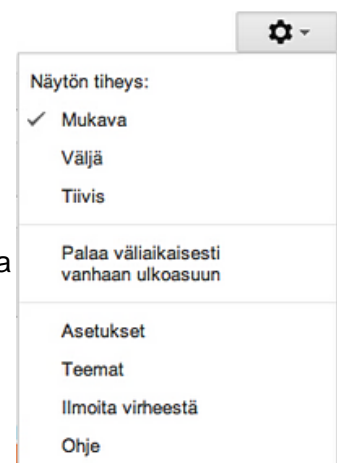 Näytön tiheys:
Mukava
Väljä
Tiivis
a
Palaa väliaikaisesti
vanhaan ulkoasuun
Asetukset
Teemat
Ilmoita virheestä
Ohje